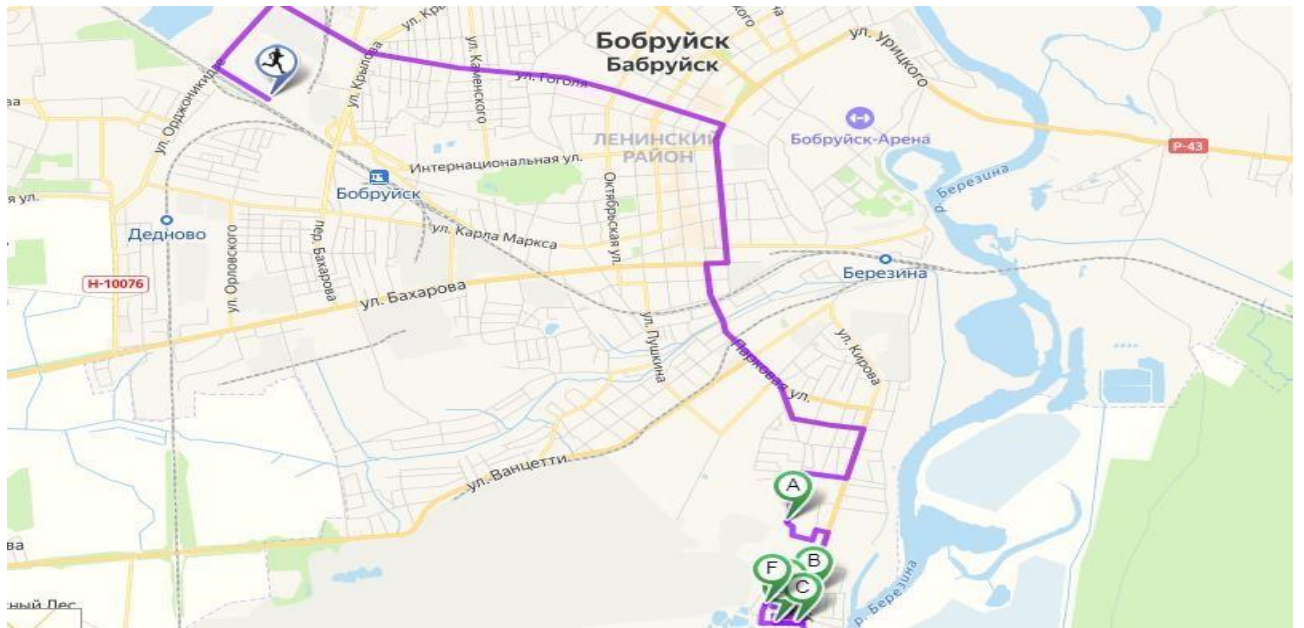 ул. Урицкого
Бобруйск
Бабруйск
ул. Крылова
ул. Каменского
ул. Гоголя
ул. Орджоникидзе
ЛЕНИНСКИЙ
РАЙОН
Бобруйск-Арена
Р-43
Интернациональная ул.
р. Березина
Бобруйск
Октябрьская ул.
ул.
Дедново
ул. Орловского
пер. Бахарова
ул. Карла Маркса
Березина
Н-10076
ул. Бахарова
ул. Пушкина
Парковая ул.
ул. Кирова
ул. Ванцетти
A
B
F
C
р. Березина